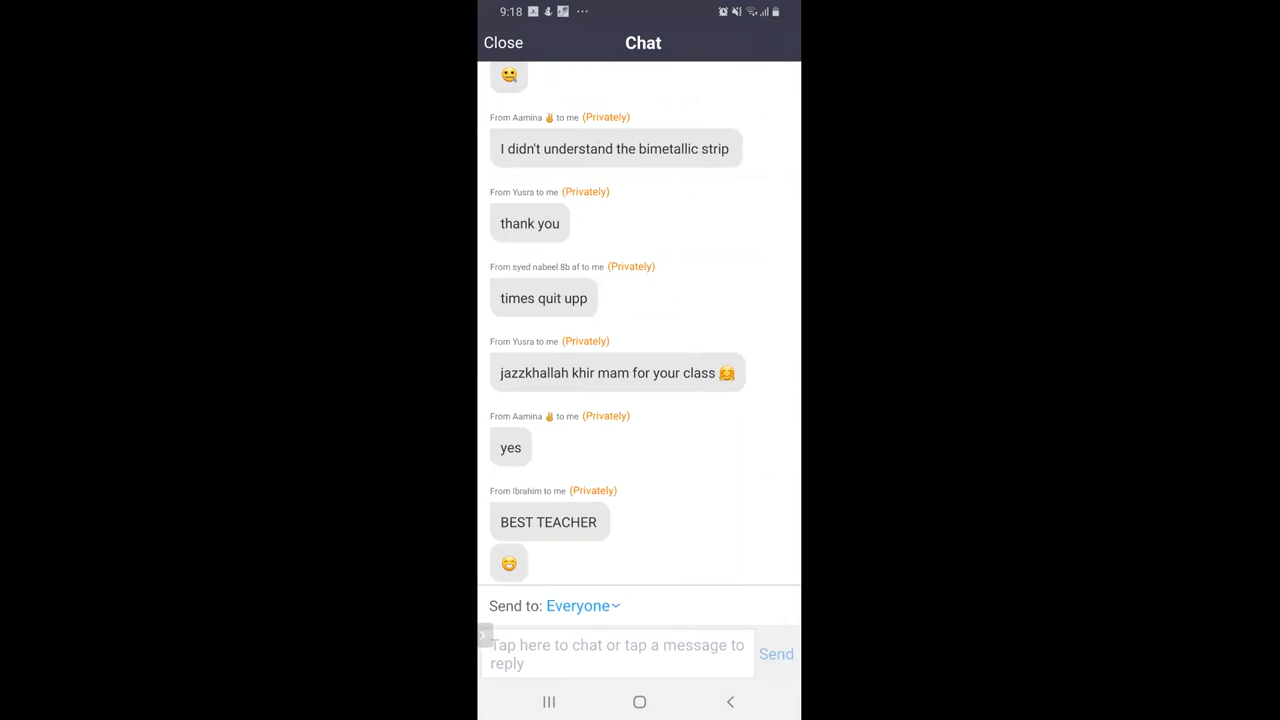 9:18
Close
Chat
From Aamina ✌ to me (Privately)
I didn't understand the bimetallic strip
From Yusra to me (Privately)
thank you
From syed nabeel 8b af to me (Privately)
times quit upp
From Yusra to me (Privately)
jazzkhallah khir mam for your class 🤗
From Aamina ✌ to me (Privately)
yes
From Ibrahim to me (Privately)
BEST TEACHER
😁
Send to: Everyone
Tap here to chat or tap a message to
reply
Send